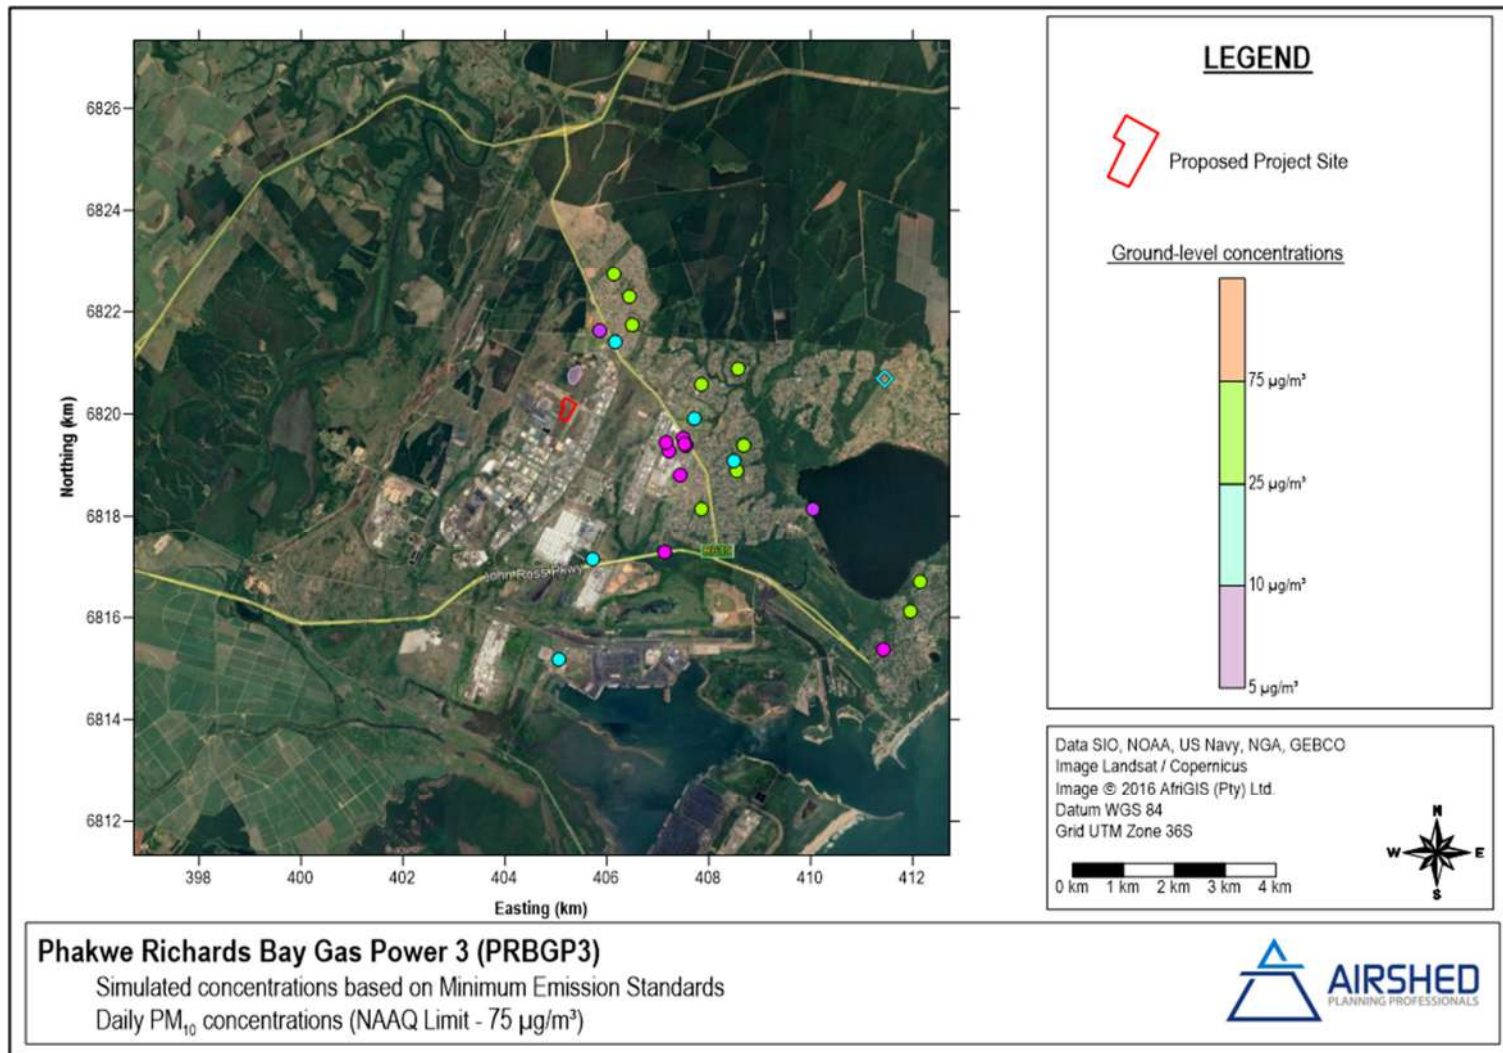 6826
6824
6822
6820
6818
6816
6814
6812
Northing (km)
398
400
402
404
406
408
410
412
Easting (km)
John Ross Pkwy
LEGEND
Proposed Project Site
Ground-level concentrations
75 µg/m³
25 µg/m³
10 µg/m³
5 µg/m³
Data SIO, NOAA, US Navy, NGA, GEBCO
Image Landsat / Copernicus
Image © 2016 AfriGIS (Pty) Ltd.
Datum WGS 84
Grid UTM Zone 36S
0 km 1 km 2 km 3 km 4 km
N
W E
S
Phakwe Richards Bay Gas Power 3 (PRBGP3)
Simulated concentrations based on Minimum Emission Standards
Daily PM₁₀ concentrations (NAAQ Limit - 75 µg/m³)
AIRSHED
PLANNING PROFESSIONALS